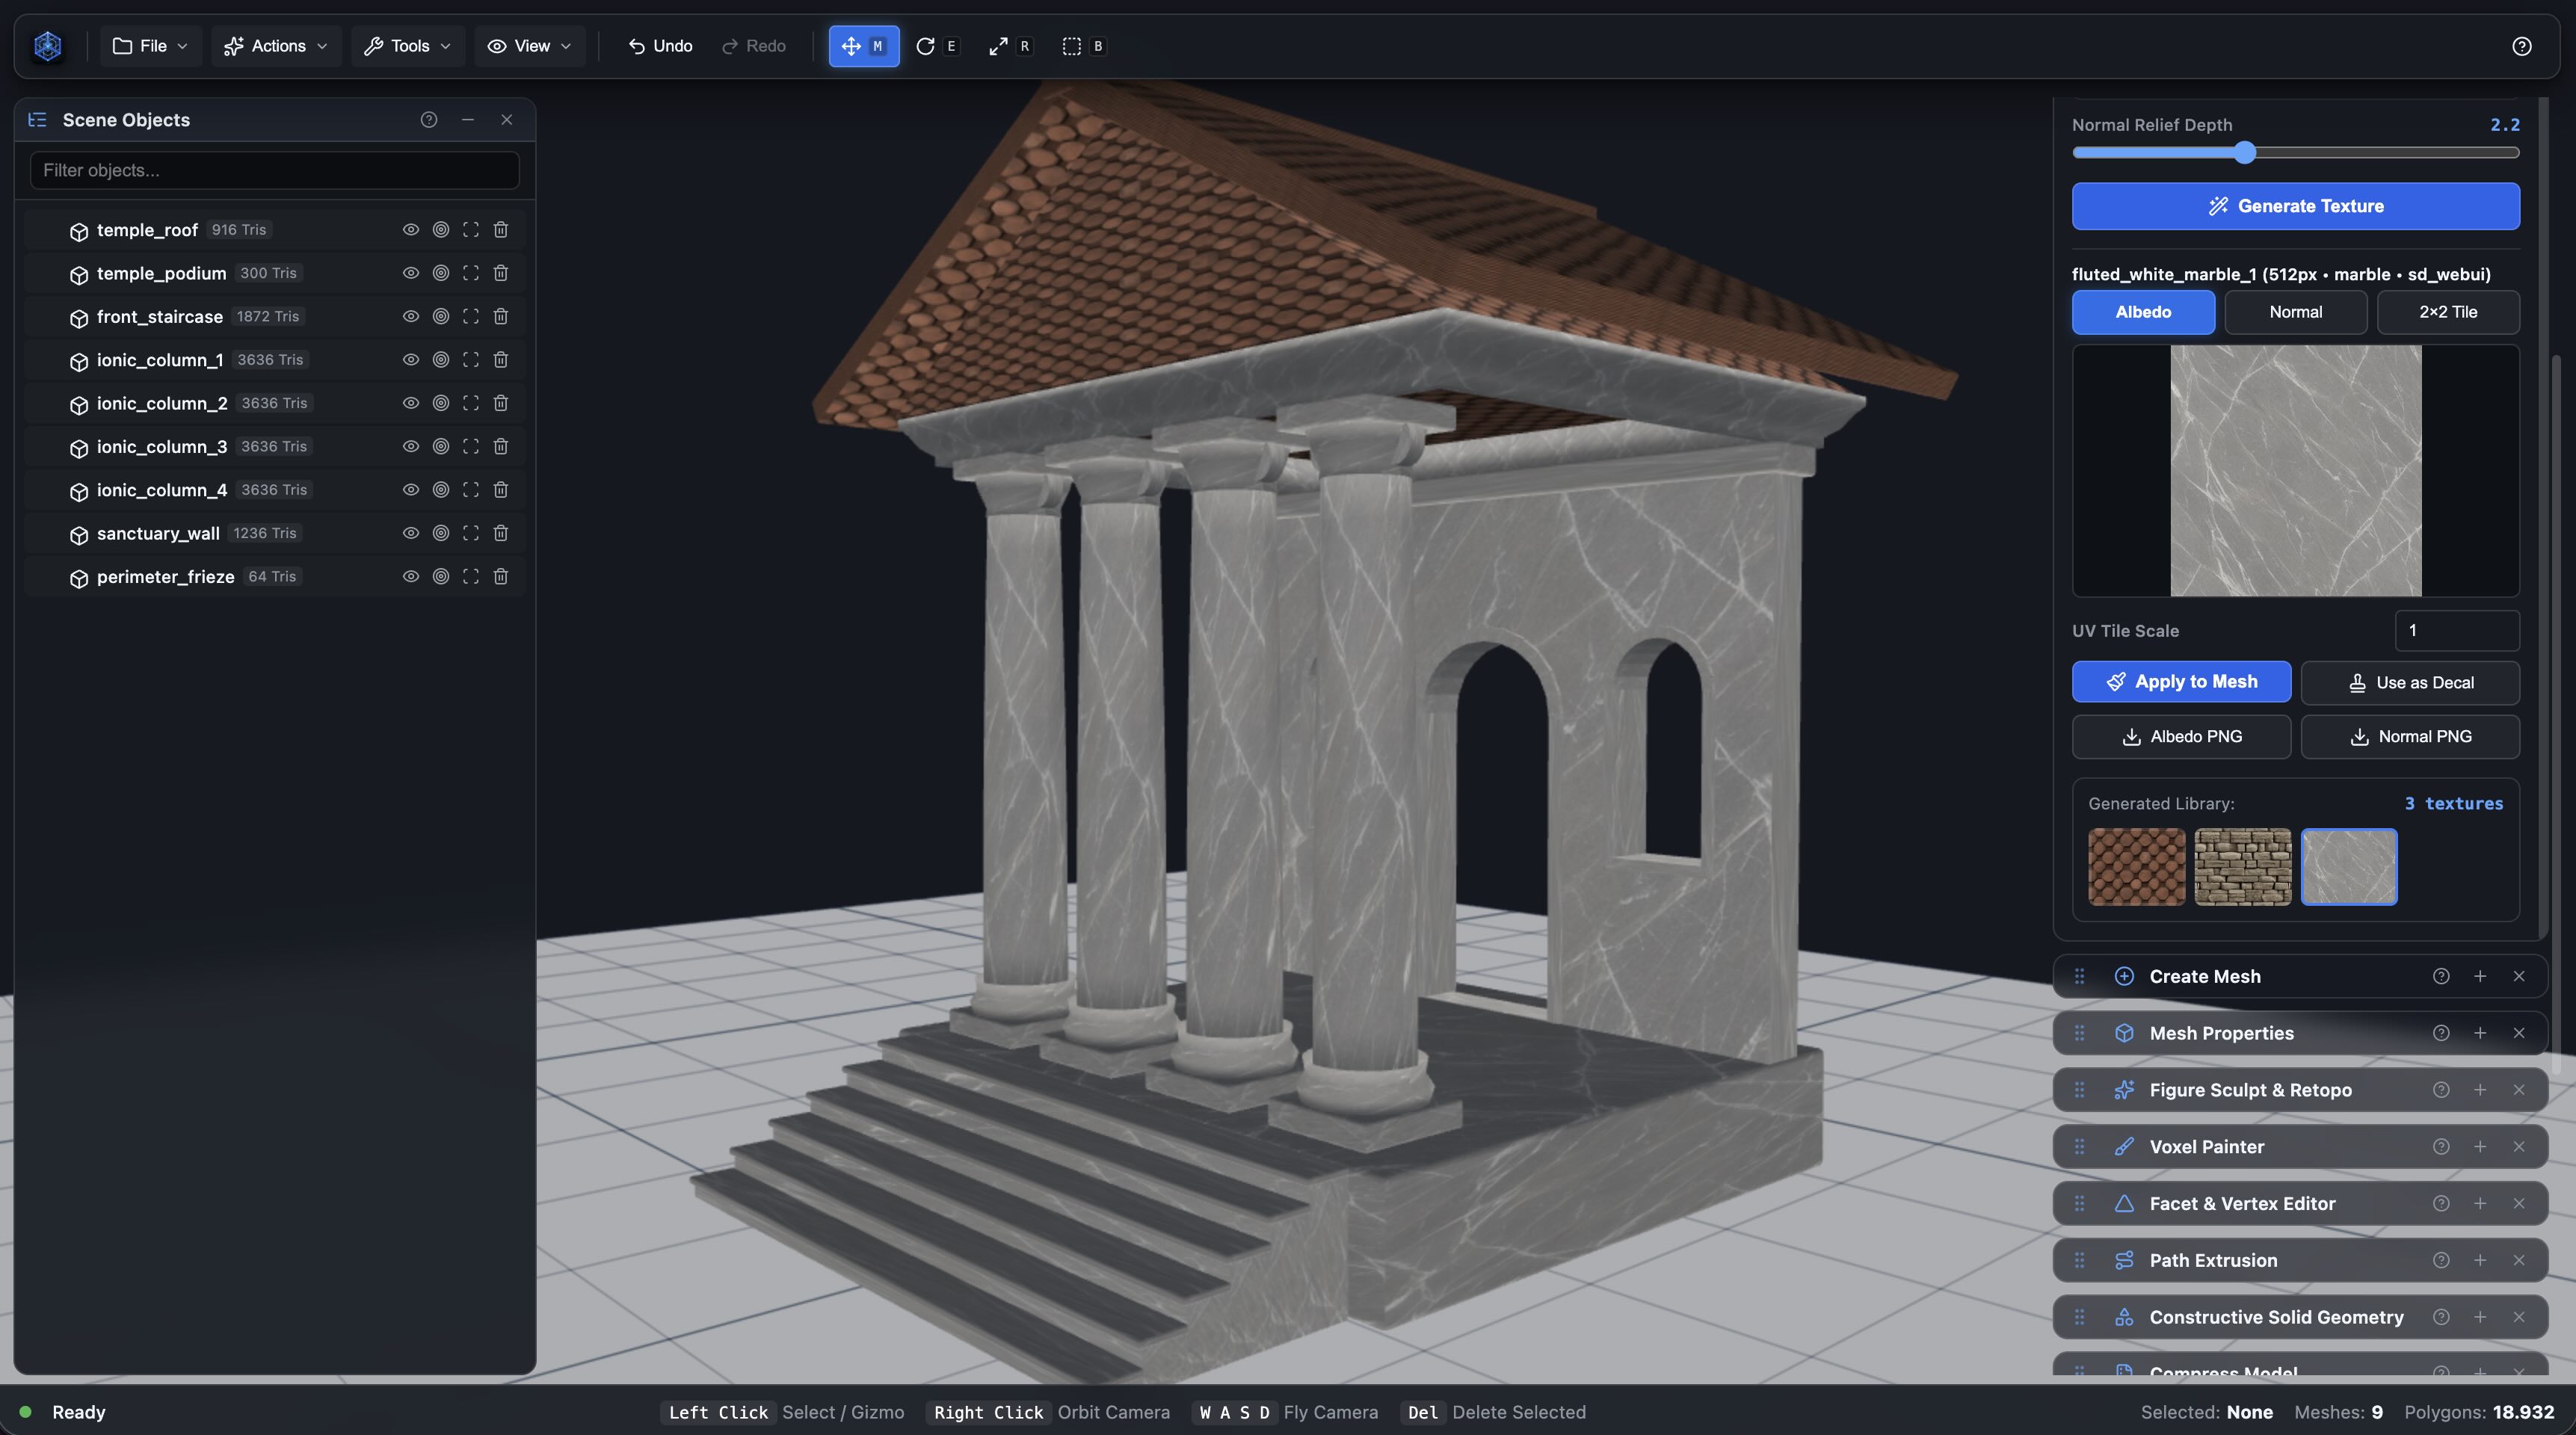 File Actions Tools View Undo Redo M E R B
Scene Objects
Filter objects...
temple_roof 916 Tris
temple_podium 300 Tris
front_staircase 1872 Tris
ionic_column_1 3636 Tris
ionic_column_2 3636 Tris
ionic_column_3 3636 Tris
ionic_column_4 3636 Tris
sanctuary_wall 1236 Tris
perimeter_frieze 64 Tris
Normal Relief Depth 2.2
Generate Texture
fluted_white_marble_1 (512px • marble • sd_webui)
Albedo Normal 2×2 Tile
UV Tile Scale 1
Apply to Mesh Use as Decal
Albedo PNG Normal PNG
Generated Library: 3 textures
Create Mesh
Mesh Properties
Figure Sculpt & Retopo
Voxel Painter
Facet & Vertex Editor
Path Extrusion
Constructive Solid Geometry
Compress Model
Ready Left Click Select / Gizmo Right Click Orbit Camera W A S D Fly Camera Del Delete Selected Selected: None Meshes: 9 Polygons: 18.932